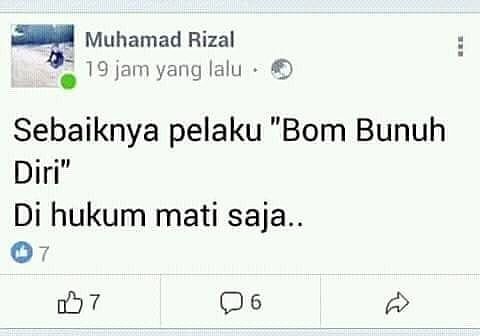 Muhamad Rizal
19 jam yang lalu ·
Sebaiknya pelaku "Bom Bunuh
Diri"
Di hukum mati saja..
7
7 6